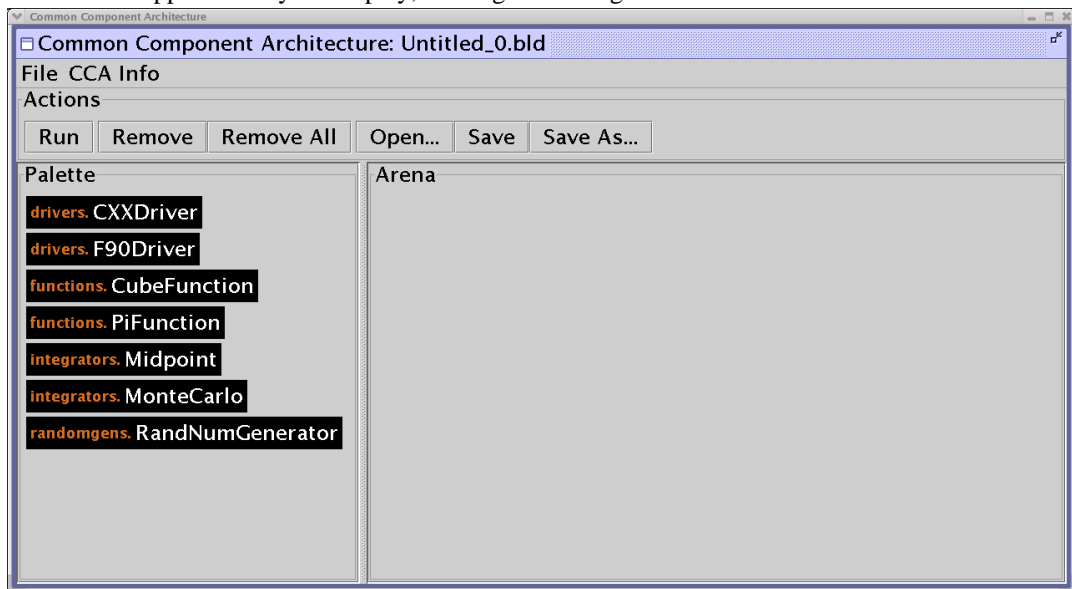 Common Component Architecture
Common Component Architecture: Untitled_0.bld
File CCA Info
Actions
Run Remove Remove All Open... Save Save As...
Palette
Arena
drivers. CXXDriver
drivers. F90Driver
functions. CubeFunction
functions. PiFunction
integrators. Midpoint
integrators. MonteCarlo
randomgens. RandNumGenerator